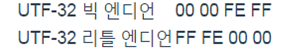 UTF-32 빅 엔디언 00 00 FE FF
UTF-32 리틀 엔디언 FF FE 00 00